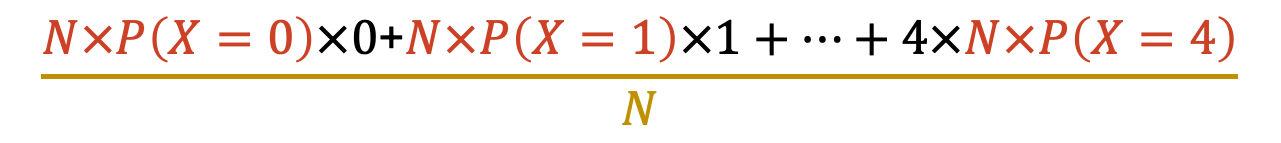 N×P(X = 0)×0+N×P(X = 1)×1 + ⋯ + 4×N×P(X = 4)
N